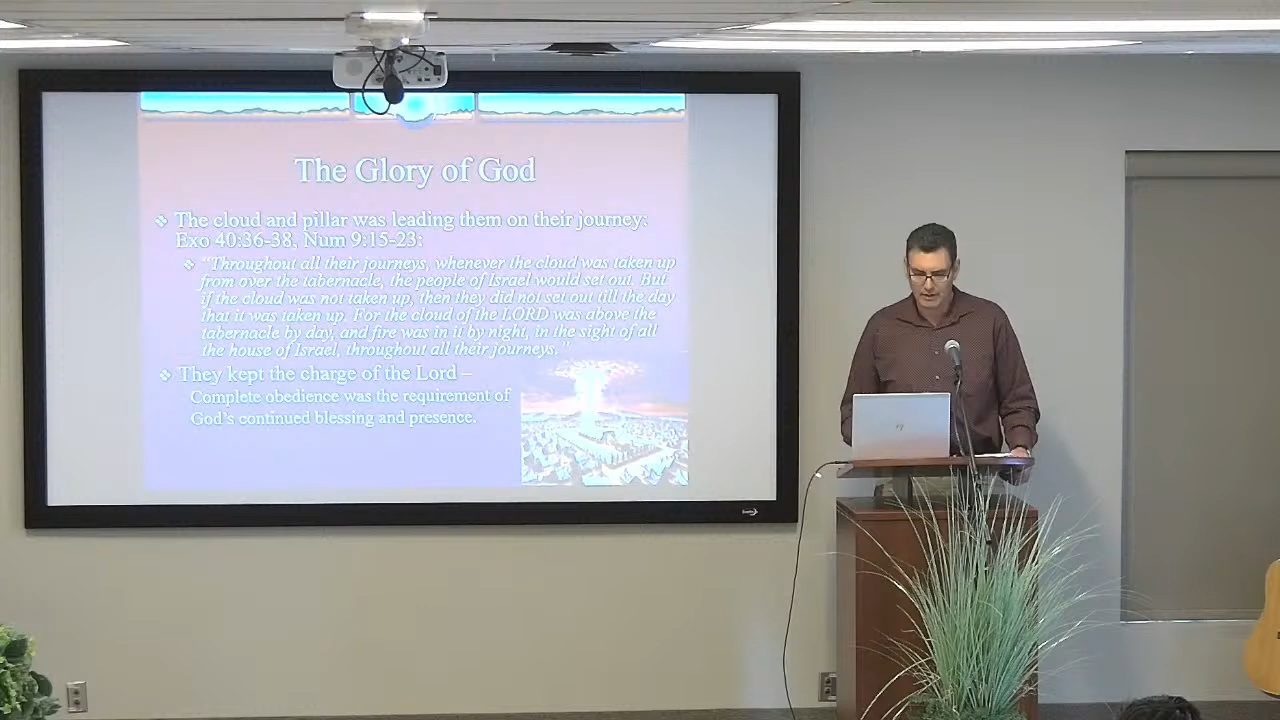 The Glory of God
The cloud and pillar was leading them on their journey:
Exo 40:36-38, Num 9:15-23:
“Throughout all their journeys, whenever the cloud was taken up
from over the tabernacle, the people of Israel would set out. But
if the cloud was not taken up, then they did not set out till the day
that it was taken up. For the cloud of the LORD was above the
tabernacle by day, and fire was in it by night, in the sight of all
the house of Israel, throughout all their journeys.”
They kept the charge of the Lord –
Complete obedience was the requirement of
God's continued blessing and presence.
hp